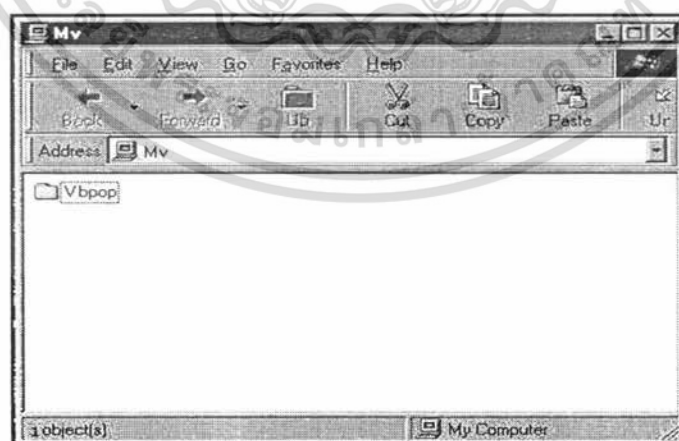 Mv
File Edit View Go Favorites Help
Back Forward Up Cut Copy Paste Ur
Address Mv
Vbpop
1 object(s) My Computer